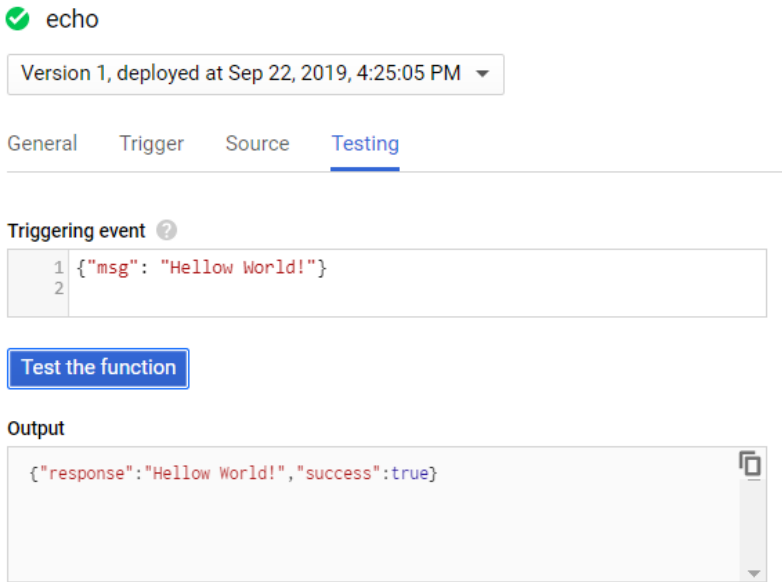 echo
Version 1, deployed at Sep 22, 2019, 4:25:05 PM
General Trigger Source Testing
Triggering event ?
1 {"msg": "Hellow World!"}
2
Test the function
Output
{"response":"Hellow World!","success":true}